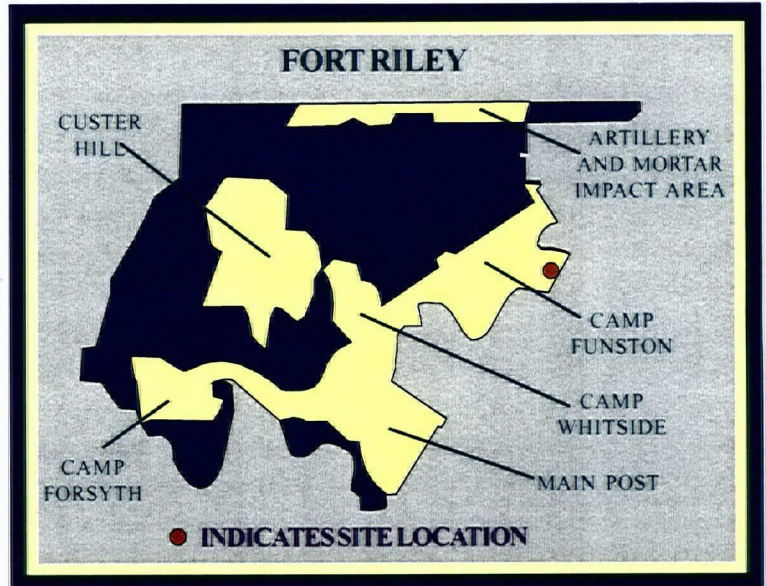 FORT RILEY
CUSTER
HILL
ARTILLERY
AND MORTAR
IMPACT AREA
CAMP
FUNSTON
CAMP
WHITSIDE
MAIN POST
CAMP
FORSYTH
INDICATES SITE LOCATION